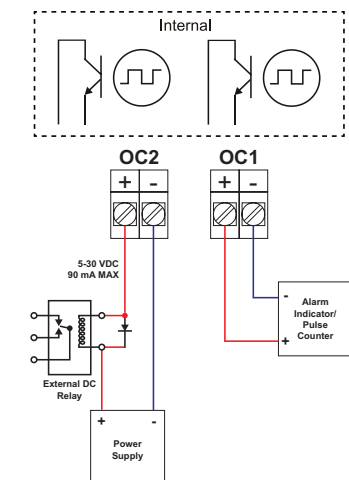 Internal
OC2
OC1
+ -
+ -
5-30 VDC
90 mA MAX
-
+
Alarm
Indicator/
Pulse
Counter
External DC
Relay
+ -
Power
Supply